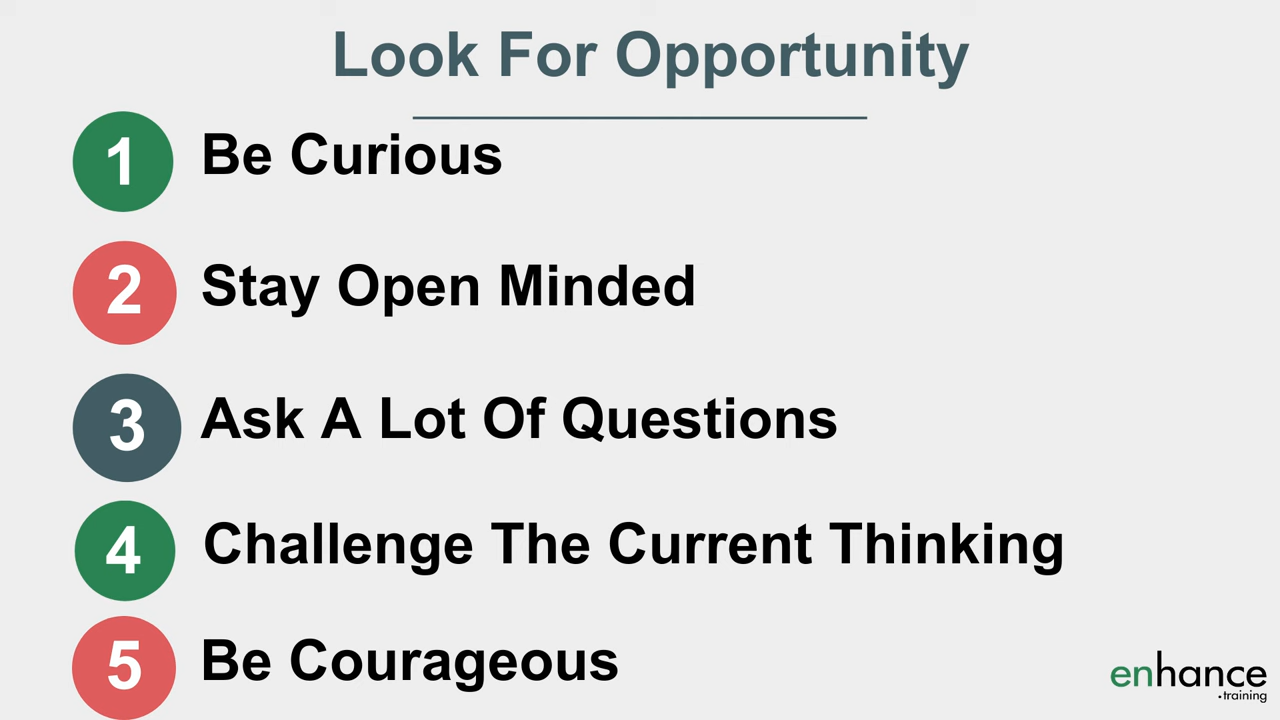 Look For Opportunity
1 Be Curious
2 Stay Open Minded
3 Ask A Lot Of Questions
4 Challenge The Current Thinking
5 Be Courageous
enhance
.training